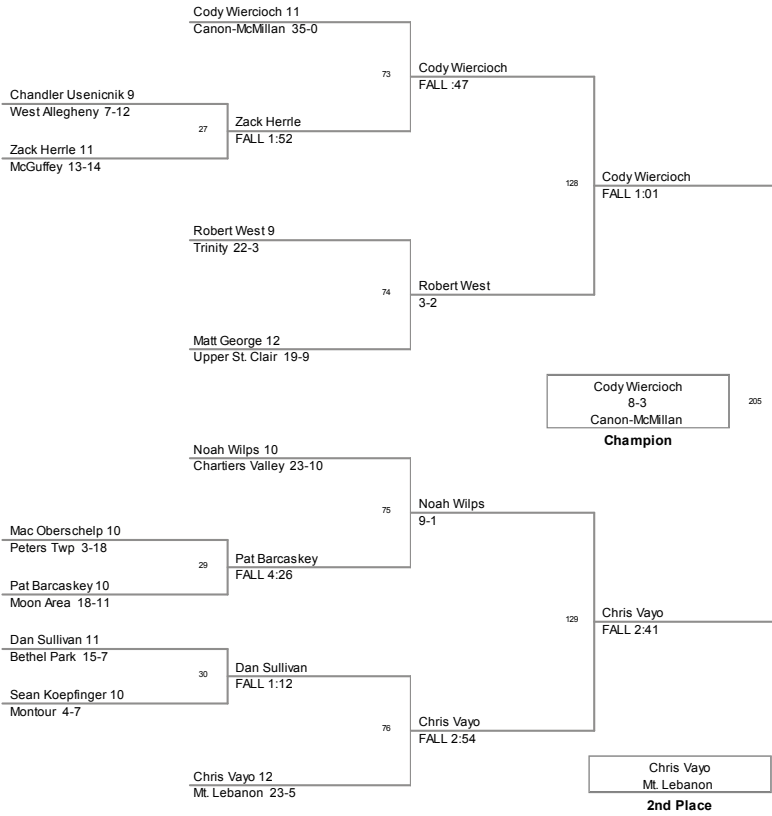 Cody Wiercioch 11
Canon-McMillan 35-0
73
Cody Wiercioch
FALL :47
Chandler Usenicnik 9
West Allegheny 7-12
27
Zack Herrle
FALL 1:52
Zack Herrle 11
McGuffey 13-14
128
Cody Wiercioch
FALL 1:01
Robert West 9
Trinity 22-3
74
Robert West
3-2
Matt George 12
Upper St. Clair 19-9
Cody Wiercioch
8-3
Canon-McMillan
205
Champion
Noah Wilps 10
Chartiers Valley 23-10
75
Noah Wilps
9-1
Mac Oberschelp 10
Peters Twp 3-18
29
Pat Barcaskey
FALL 4:26
Pat Barcaskey 10
Moon Area 18-11
129
Chris Vayo
FALL 2:41
Dan Sullivan 11
Bethel Park 15-7
30
Dan Sullivan
FALL 1:12
Sean Koepfinger 10
Montour 4-7
76
Chris Vayo
FALL 2:54
Chris Vayo 12
Mt. Lebanon 23-5
Chris Vayo
Mt. Lebanon
2nd Place